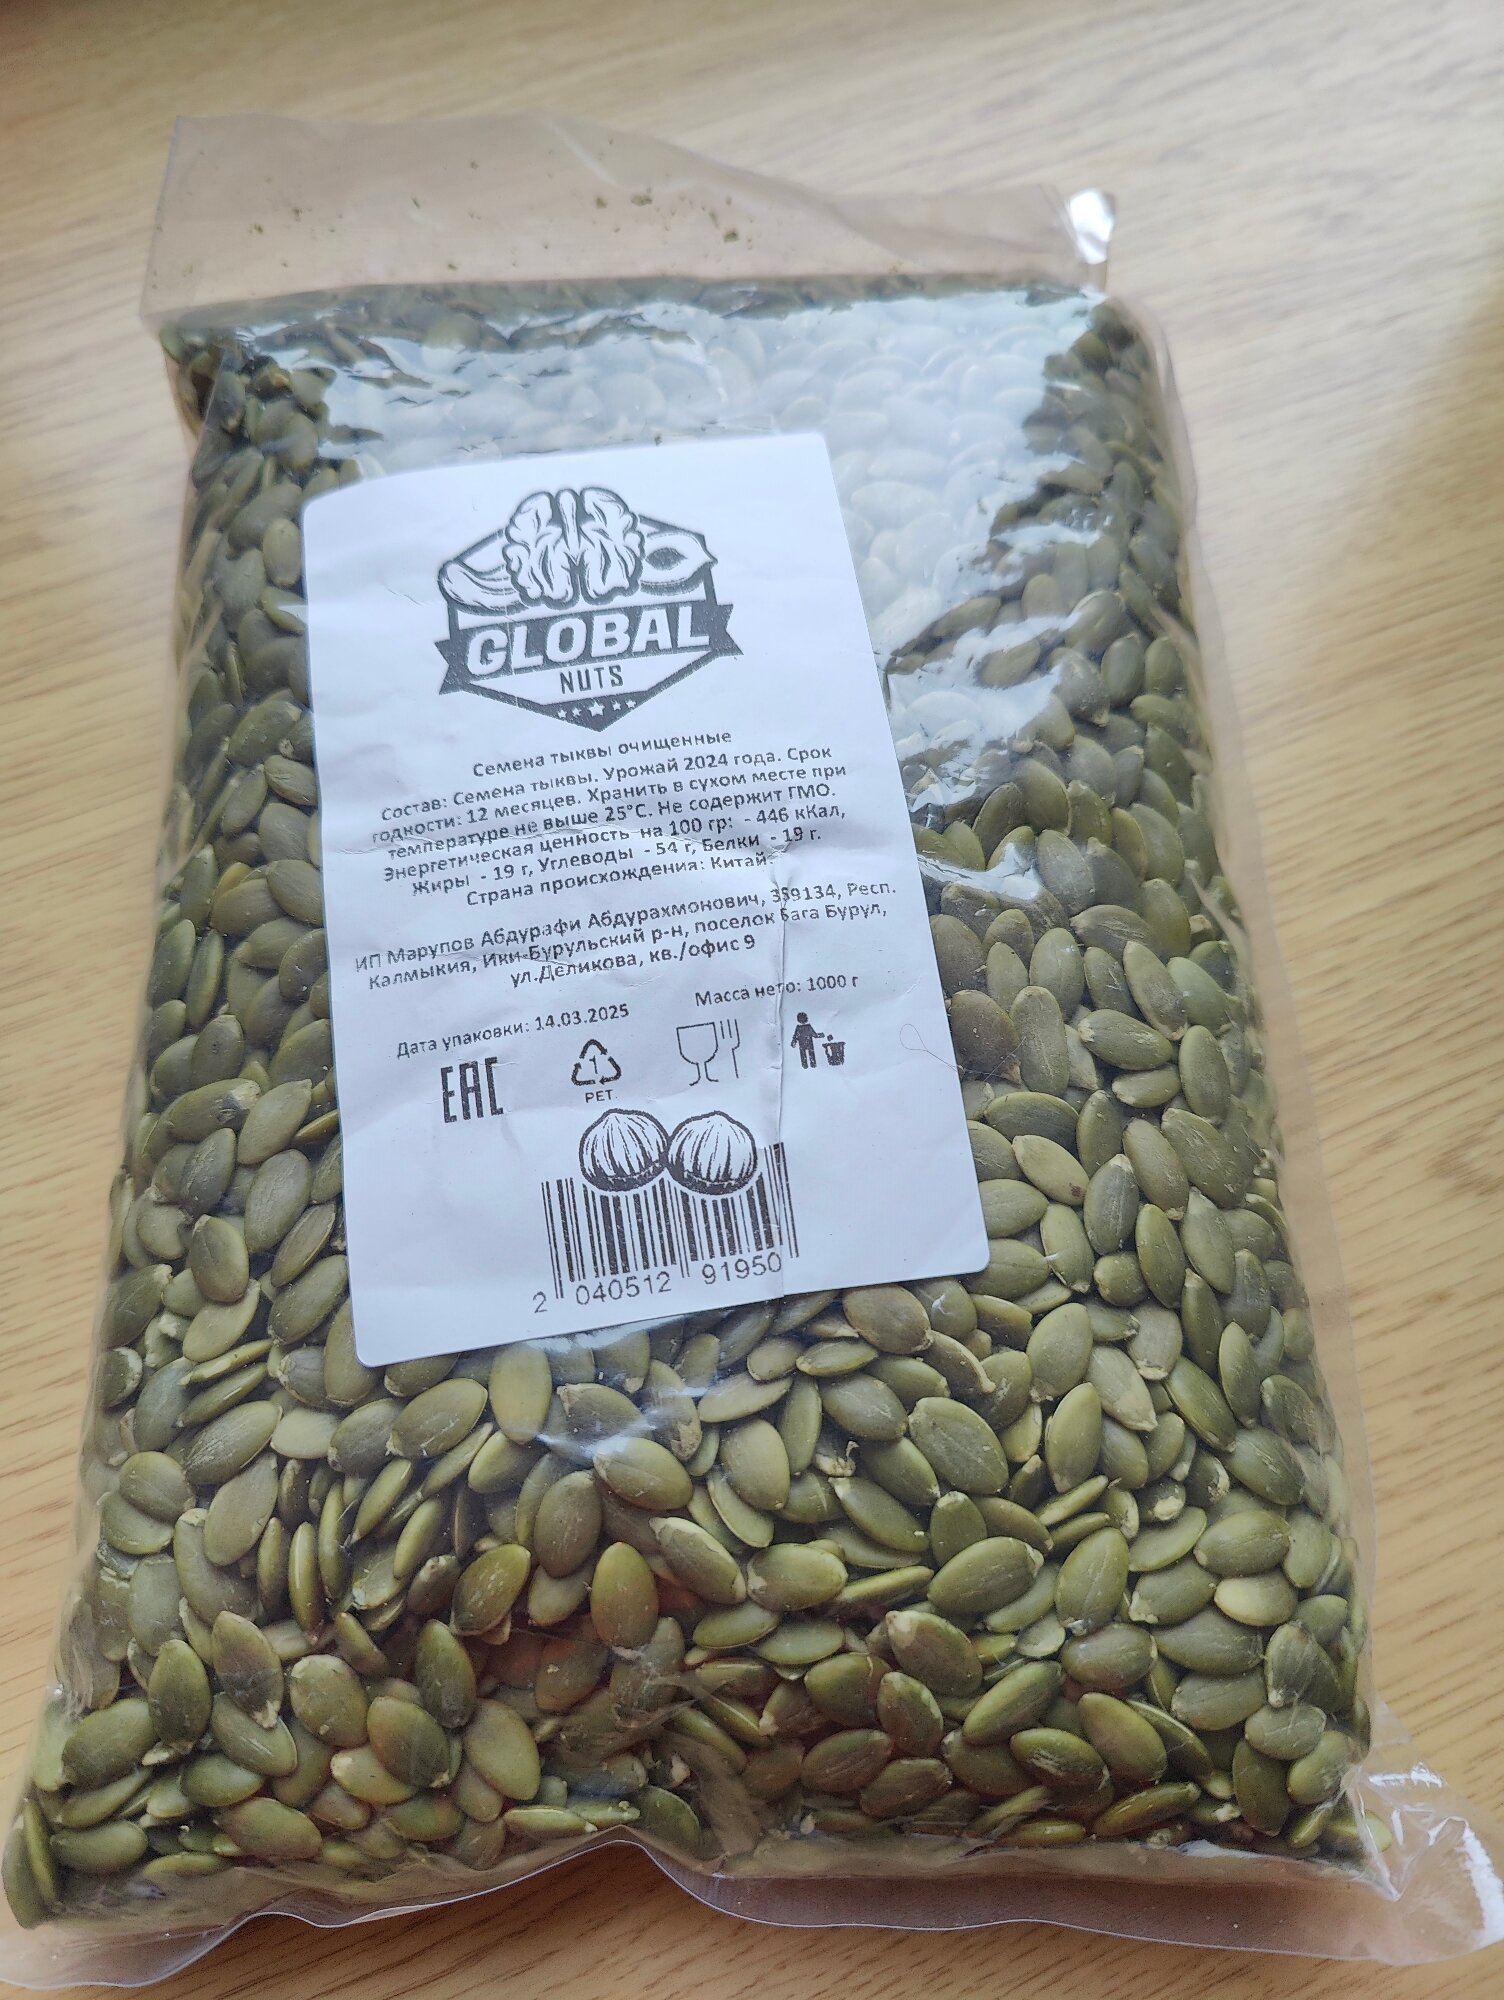 GLOBAL
NUTS
Семена тыквы очищенные
Состав: Семена тыквы. Урожай 2024 года. Срок
годности: 12 месяцев. Хранить в сухом месте при
температуре не выше 25°С. Не содержит ГМО.
Энергетическая ценность на 100 гр: - 446 кКал,
Жиры - 19 г, Углеводы - 54 г, Белки - 19 г.
Страна происхождения: Китай.
ИП Марупов Абдурафи Абдурахмонович, 359134, Респ.
Калмыкия, Ики-Бурульский р-н, поселок Бага Бурул,
ул.Деликова, кв./офис 9
Масса нето: 1000 г
Дата упаковки: 14.03.2025
EAC
1
PET
2 040512 91950